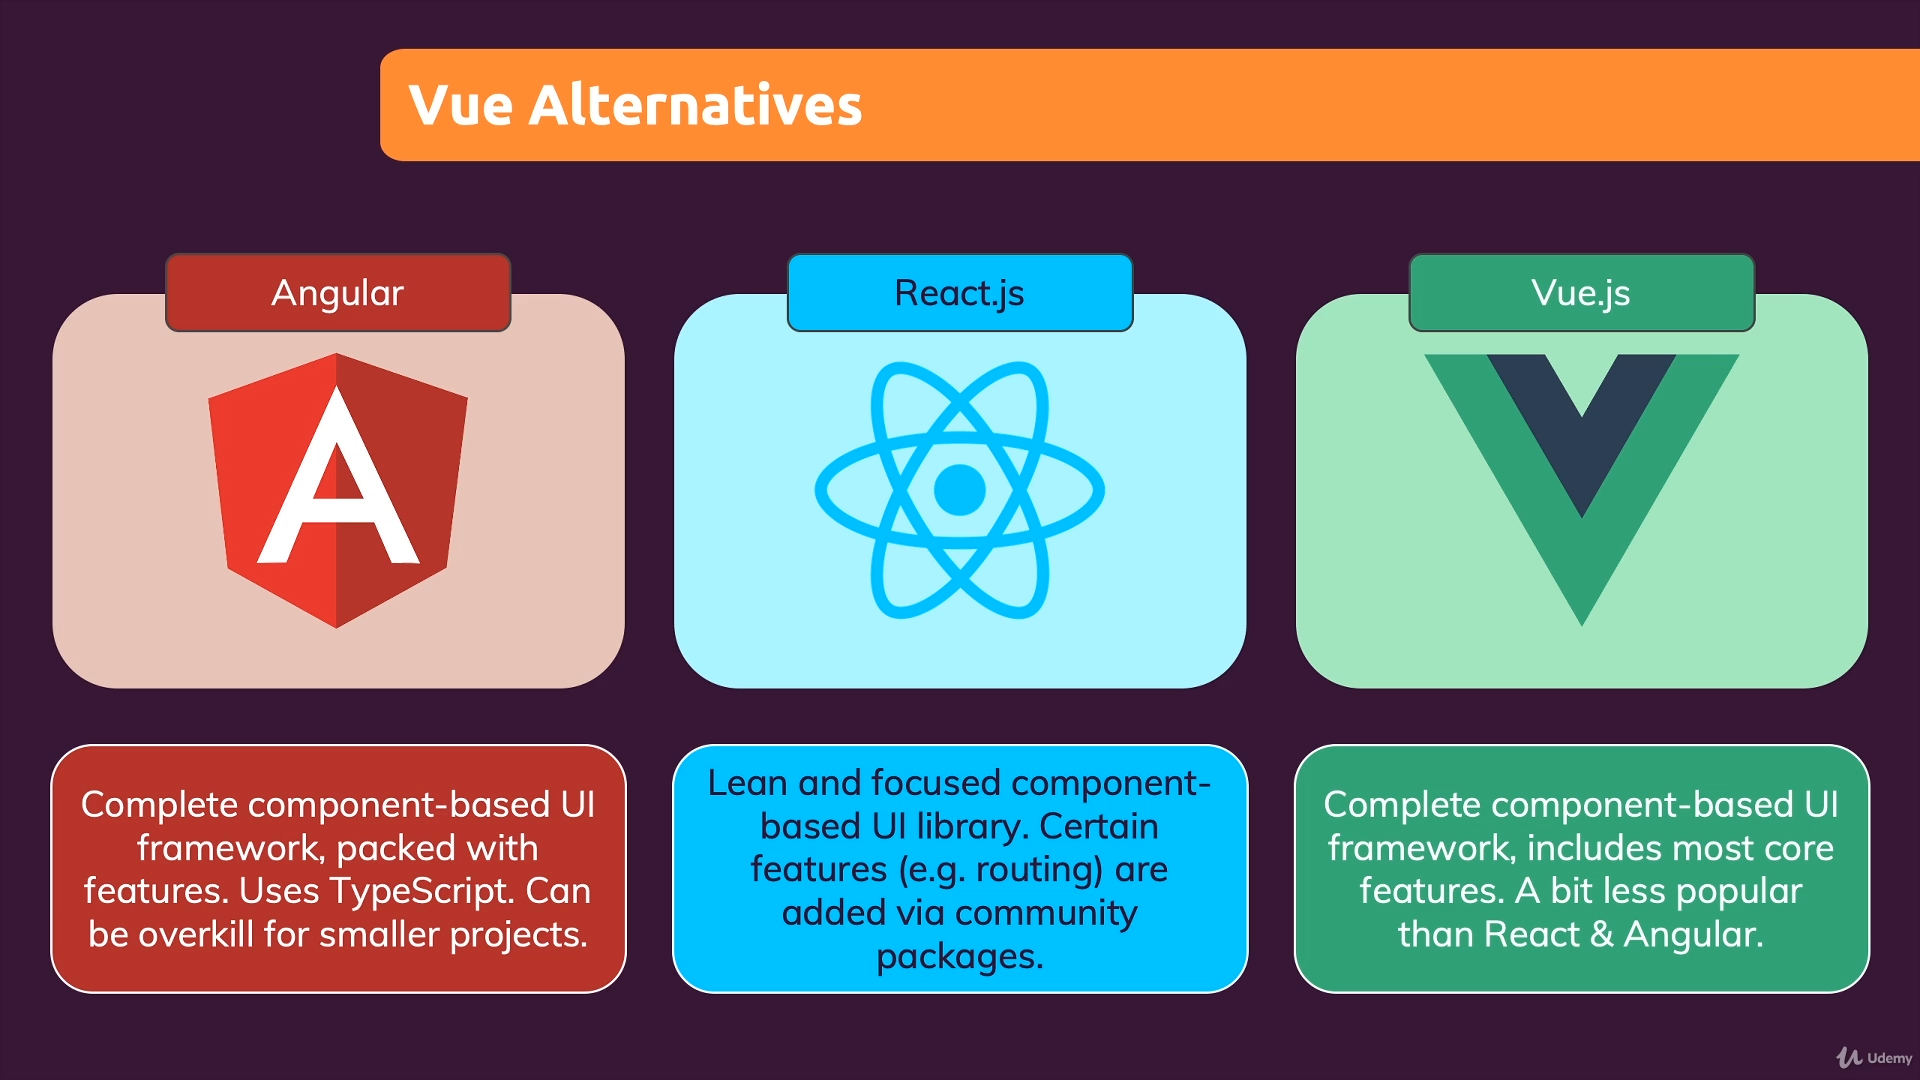 Vue Alternatives
Angular
React.js
Vue.js
A
Complete component-based UI
framework, packed with
features. Uses TypeScript. Can
be overkill for smaller projects.
Lean and focused component-
based UI library. Certain
features (e.g. routing) are
added via community
packages.
Complete component-based UI
framework, includes most core
features. A bit less popular
than React & Angular.
Udemy